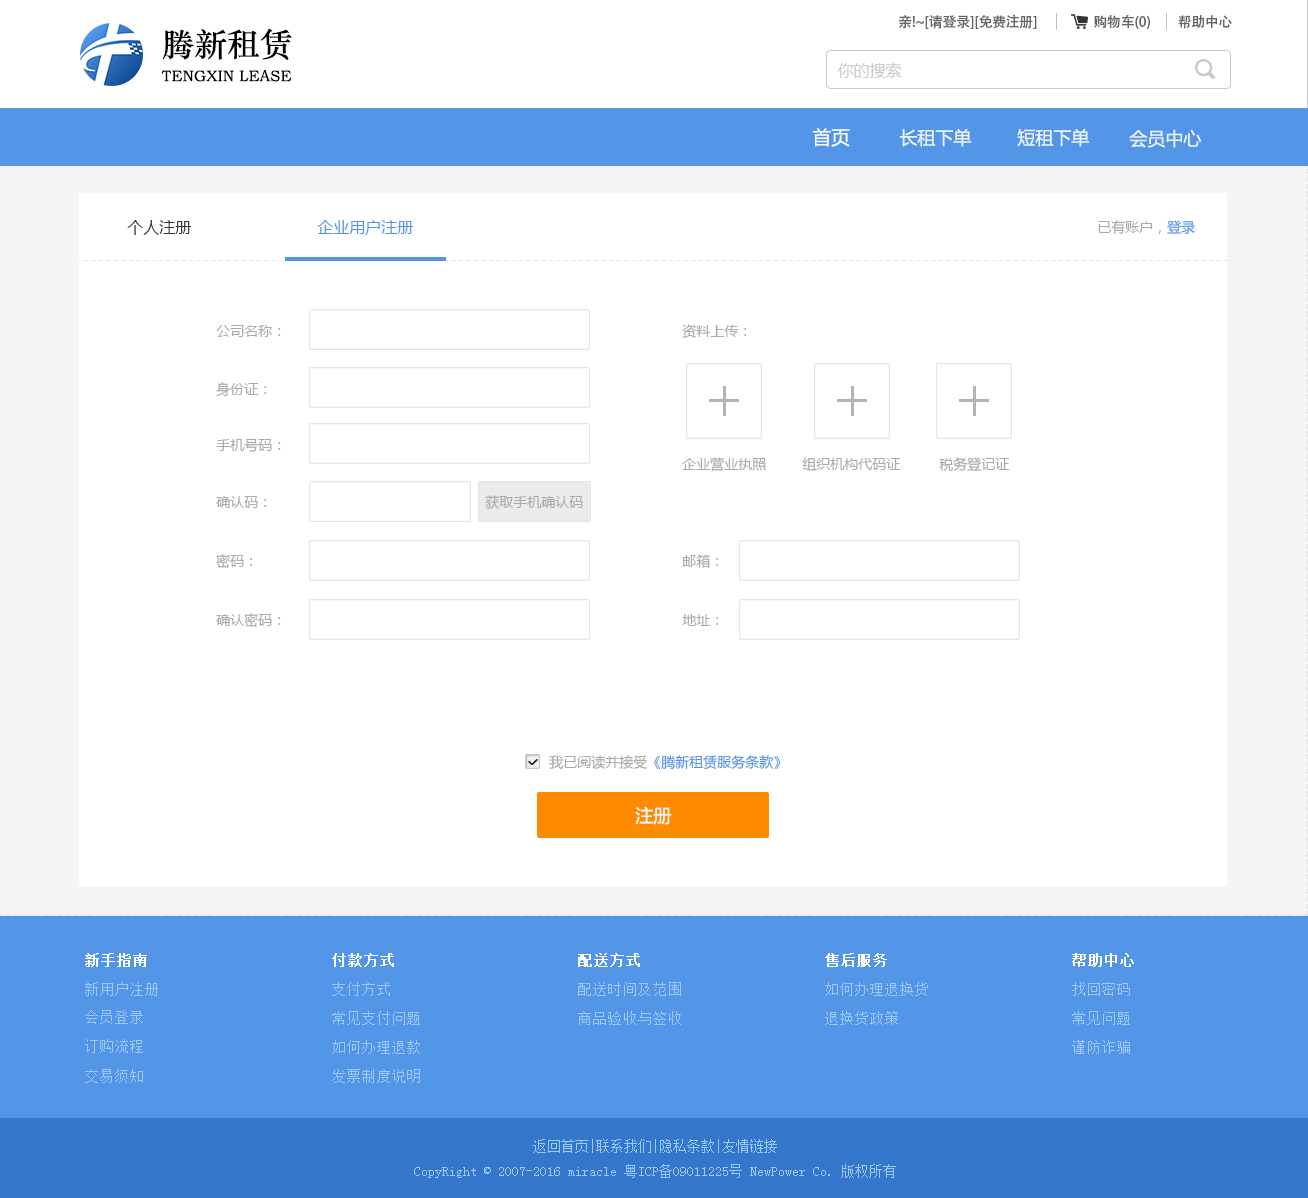 腾新租赁
TENGXIN LEASE
亲!~[请登录][免费注册]
购物车(0)
帮助中心
你的搜索
首页 长租下单 短租下单 会员中心
个人注册 企业用户注册 已有账户，登录
公司名称：
身份证：
手机号码：
确认码： 获取手机确认码
密码：
确认密码：
资料上传：
企业营业执照 组织机构代码证 税务登记证
邮箱：
地址：
我已阅读并接受《腾新租赁服务条款》
注册
新手指南
新用户注册
会员登录
订购流程
交易须知
付款方式
支付方式
常见支付问题
如何办理退款
发票制度说明
配送方式
配送时间及范围
商品验收与签收
售后服务
如何办理退换货
退换货政策
帮助中心
找回密码
常见问题
谨防诈骗
返回首页|联系我们|隐私条款|友情链接
CopyRight © 2007-2016 miracle 粤ICP备09011225号 NewPower Co. 版权所有